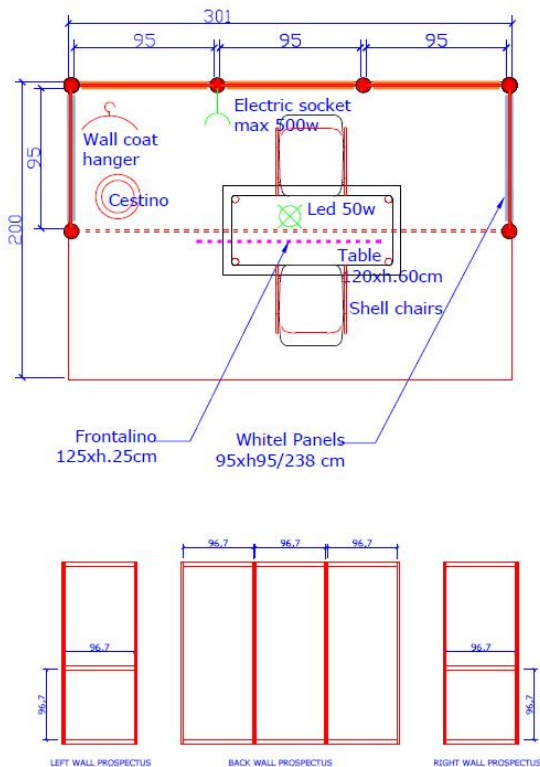 301
95
95
95
Electric socket
max 500w
Wall coat
hanger
95
Cestino
Led 50w
200
Table
120xh.60cm
Shell chairs
Frontalino
125xh.25cm
Whitel Panels
95xh95/238 cm
96,7
96,7
96,7
96,7
96,7
96,7
96,7
LEFT WALL PROSPECTUS
BACK WALL PROSPECTUS
RIGHT WALL PROSPECTUS